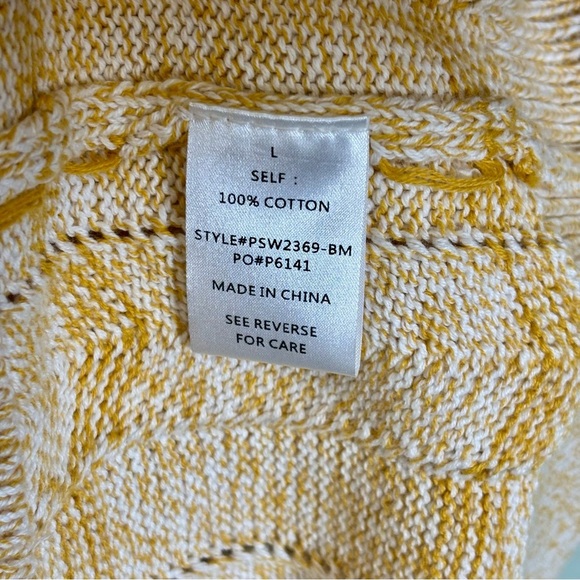 L
SELF :
100% COTTON
STYLE#PSW2369-BM
PO#P6141
MADE IN CHINA
SEE REVERSE
FOR CARE